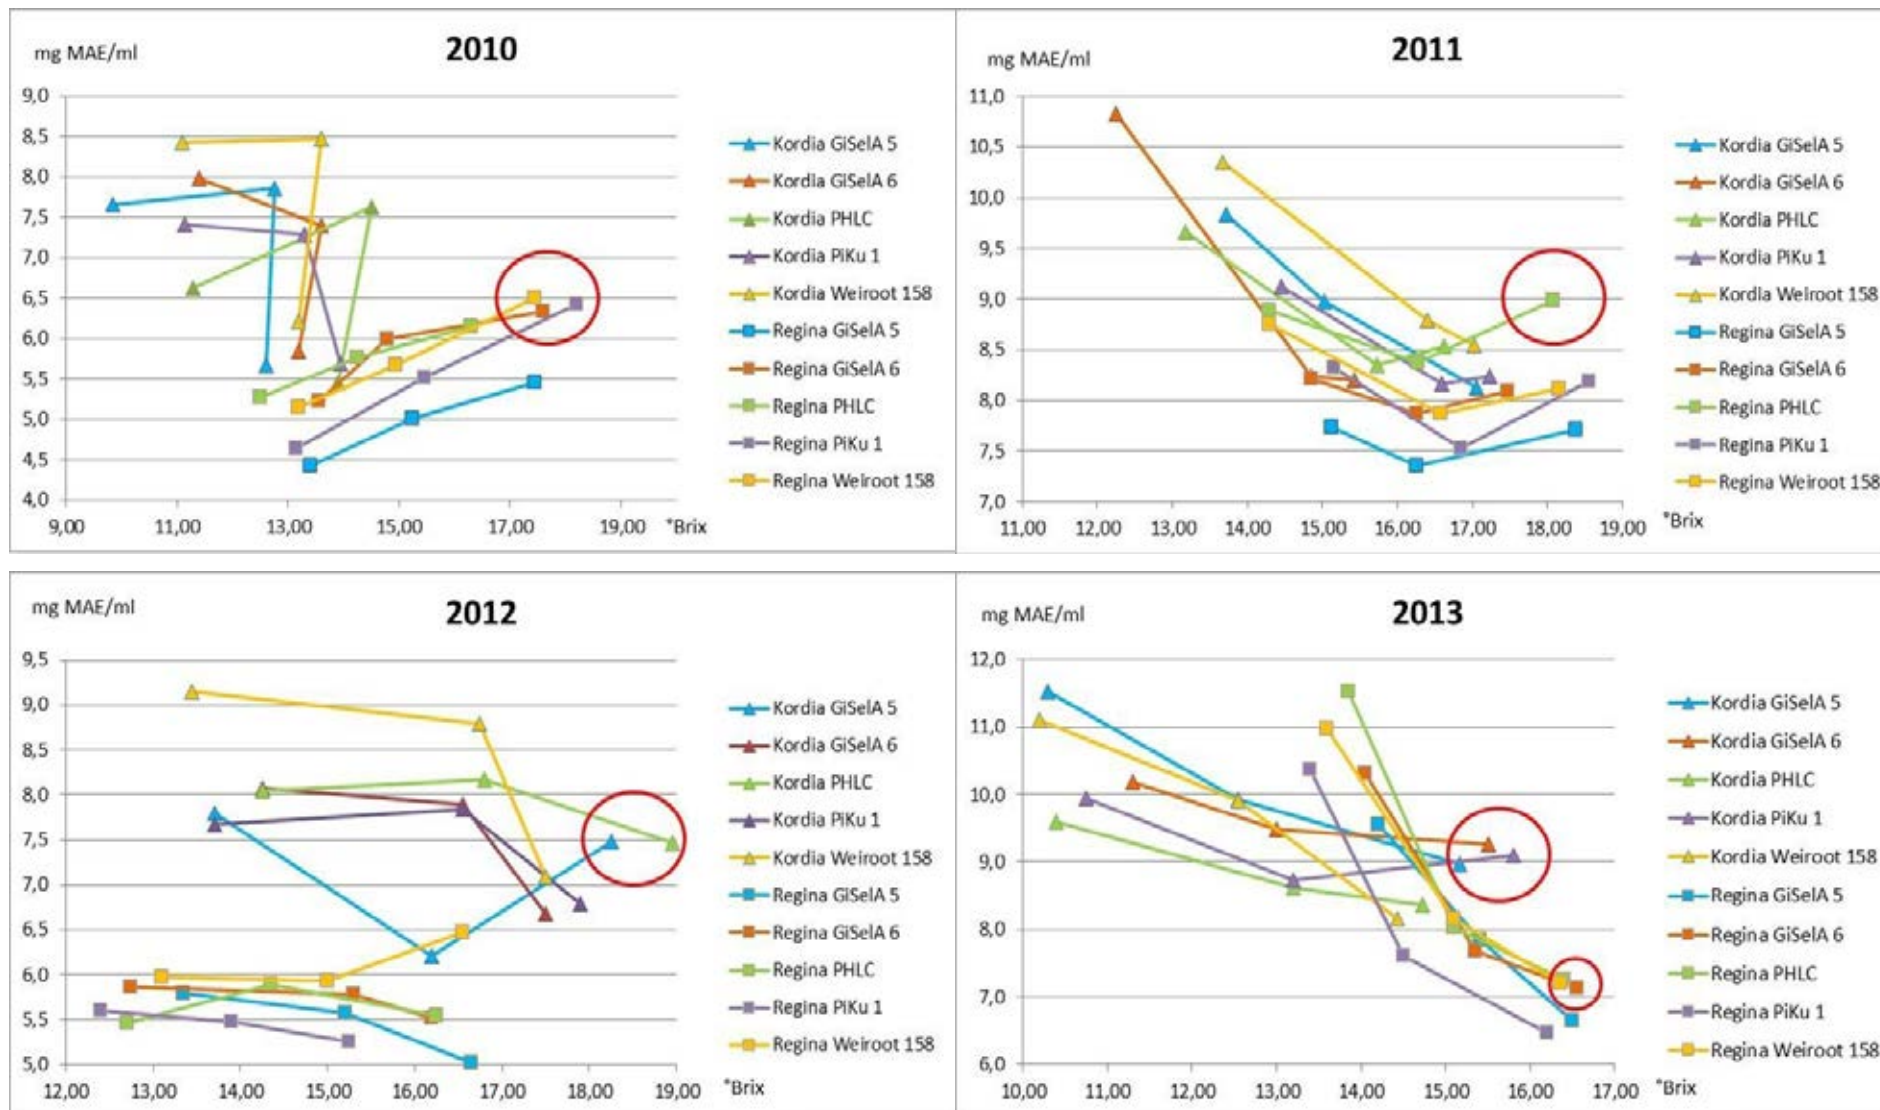 2010
mg MAE/ml
9,0
8,5
8,0
7,5
7,0
6,5
6,0
5,5
5,0
4,5
4,0
9,00 11,00 13,00 15,00 17,00 19,00 °Brix
Kordia GiSelA 5
Kordia GiSelA 6
Kordia PHLC
Kordia PiKu 1
Kordia Weiroot 158
Regina GiSelA 5
Regina GiSelA 6
Regina PHLC
Regina PiKu 1
Regina Weiroot 158
2011
mg MAE/ml
11,0
10,5
10,0
9,5
9,0
8,5
8,0
7,5
7,0
11,00 12,00 13,00 14,00 15,00 16,00 17,00 18,00 19,00 °Brix
Kordia GiSelA 5
Kordia GiSelA 6
Kordia PHLC
Kordia PiKu 1
Kordia Weiroot 158
Regina GiSelA 5
Regina GiSelA 6
Regina PHLC
Regina PiKu 1
Regina Weiroot 158
2012
mg MAE/ml
9,5
9,0
8,5
8,0
7,5
7,0
6,5
6,0
5,5
5,0
12,00 13,00 14,00 15,00 16,00 17,00 18,00 19,00 °Brix
Kordia GiSelA 5
Kordia GiSelA 6
Kordia PHLC
Kordia PiKu 1
Kordia Weiroot 158
Regina GiSelA 5
Regina GiSelA 6
Regina PHLC
Regina PiKu 1
Regina Weiroot 158
2013
mg MAE/ml
12,0
11,0
10,0
9,0
8,0
7,0
6,0
10,00 11,00 12,00 13,00 14,00 15,00 16,00 17,00 °Brix
Kordia GiSelA 5
Kordia GiSelA 6
Kordia PHLC
Kordia PiKu 1
Kordia Weiroot 158
Regina GiSelA 5
Regina GiSelA 6
Regina PHLC
Regina PiKu 1
Regina Weiroot 158